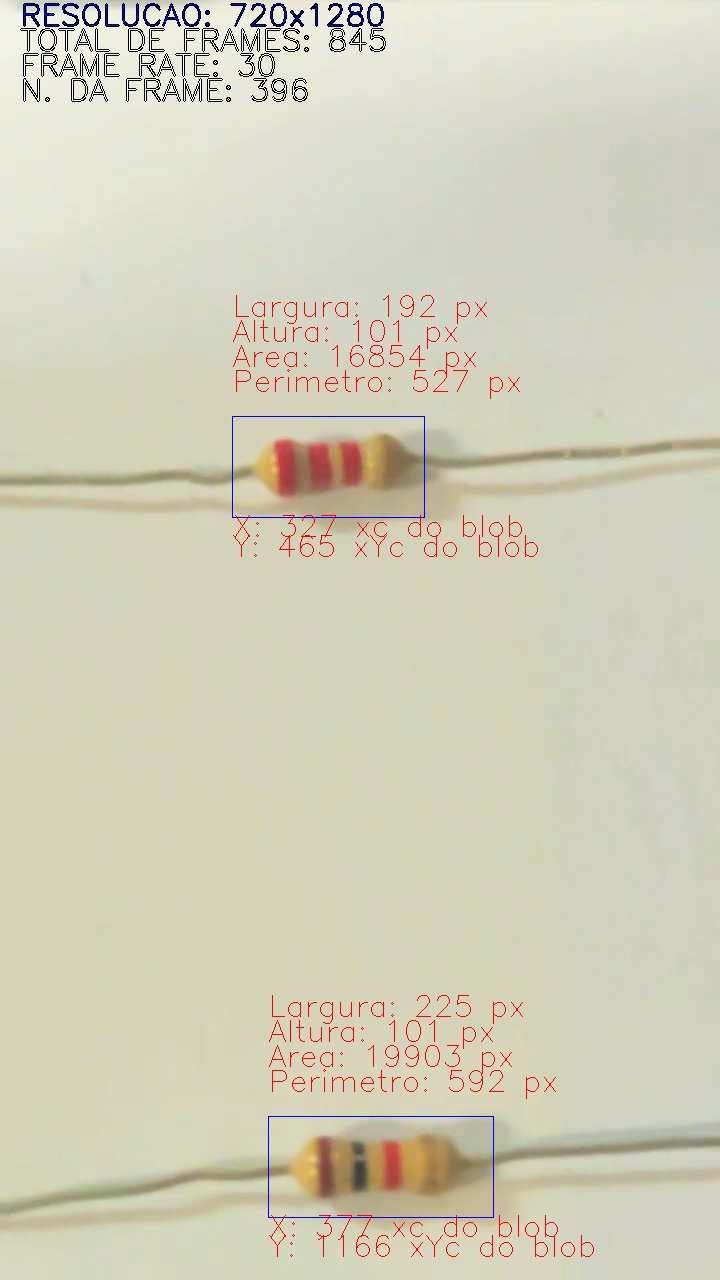 RESOLUCAO: 720x1280
TOTAL DE FRAMES: 845
FRAME RATE: 30
N. DA FRAME: 396
Largura: 192 px
Altura: 101 px
Area: 16854 px
Perimetro: 527 px
X: 327 xc do blob
Y: 465 xYc do blob
Largura: 225 px
Altura: 101 px
Area: 19903 px
Perimetro: 592 px
X: 377 xc do blob
Y: 1166 xYc do blob